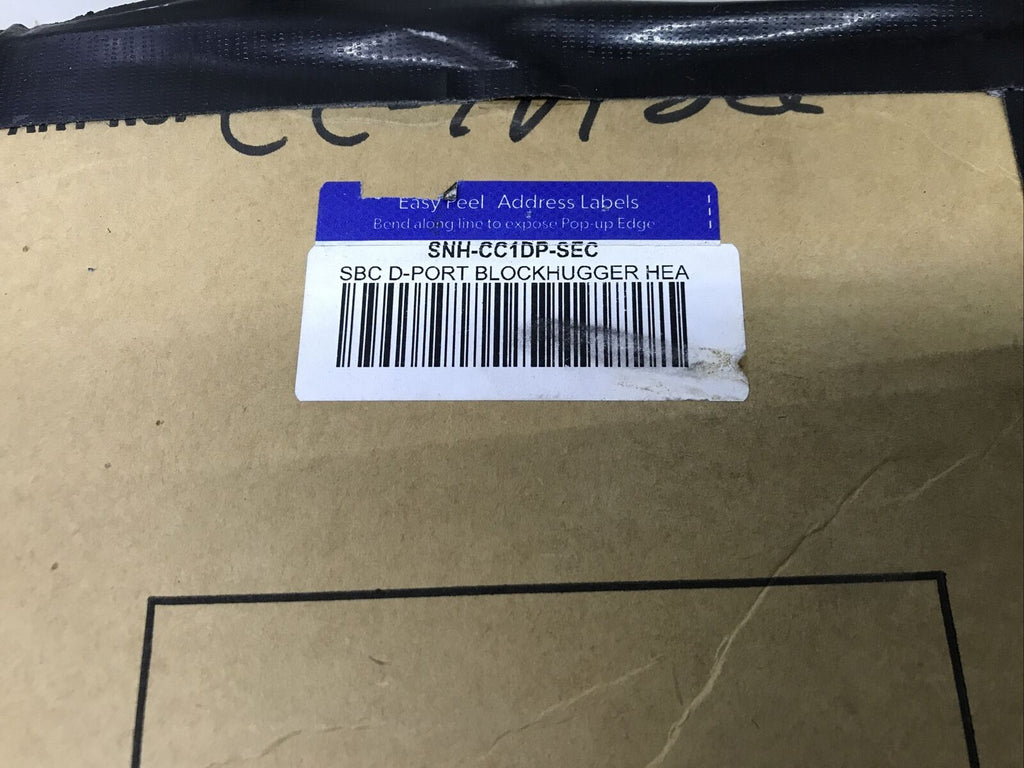 Easy Peel Address Labels
Bend along line to expose Pop-up Edge
SNH-CC1DP-SEC
SBC D-PORT BLOCKHUGGER HEA